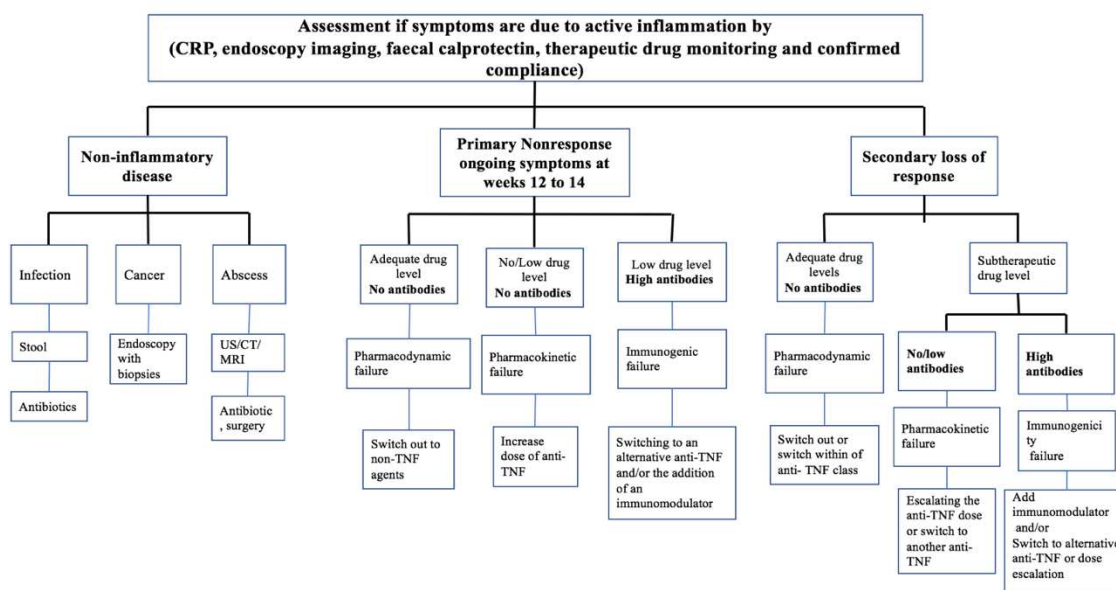 Assessment if symptoms are due to active inflammation by
(CRP, endoscopy imaging, faecal calprotectin, therapeutic drug monitoring and confirmed
compliance)
Non-inflammatory
disease
Primary Nonresponse
ongoing symptoms at
weeks 12 to 14
Secondary loss of
response
Infection
Cancer
Abscess
Adequate drug
level
No antibodies
No/Low drug
level
No antibodies
Low drug level
High antibodies
Adequate drug
levels
No antibodies
Subtherapeutic
drug level
Stool
Endoscopy
with
biopsies
US/CT/
MRI
Pharmacodynamic
failure
Pharmacokinetic
failure
Immunogenic
failure
Pharmacodynamic
failure
No/low
antibodies
High
antibodies
Antibiotics
Antibiotic
, surgery
Switch out to
non-TNF
agents
Increase
dose of anti-
TNF
Switching to an
alternative anti-TNF
and/or the addition
of an
immunomodulator
Switch out or
switch within of
anti- TNF class
Pharmacokinetic
failure
Immunogenici
ty
failure
Escalating the
anti-TNF dose
or switch to
another anti-
TNF
Add
immunomodulator
and/or
Switch to alternative
anti-TNF or dose
escalation